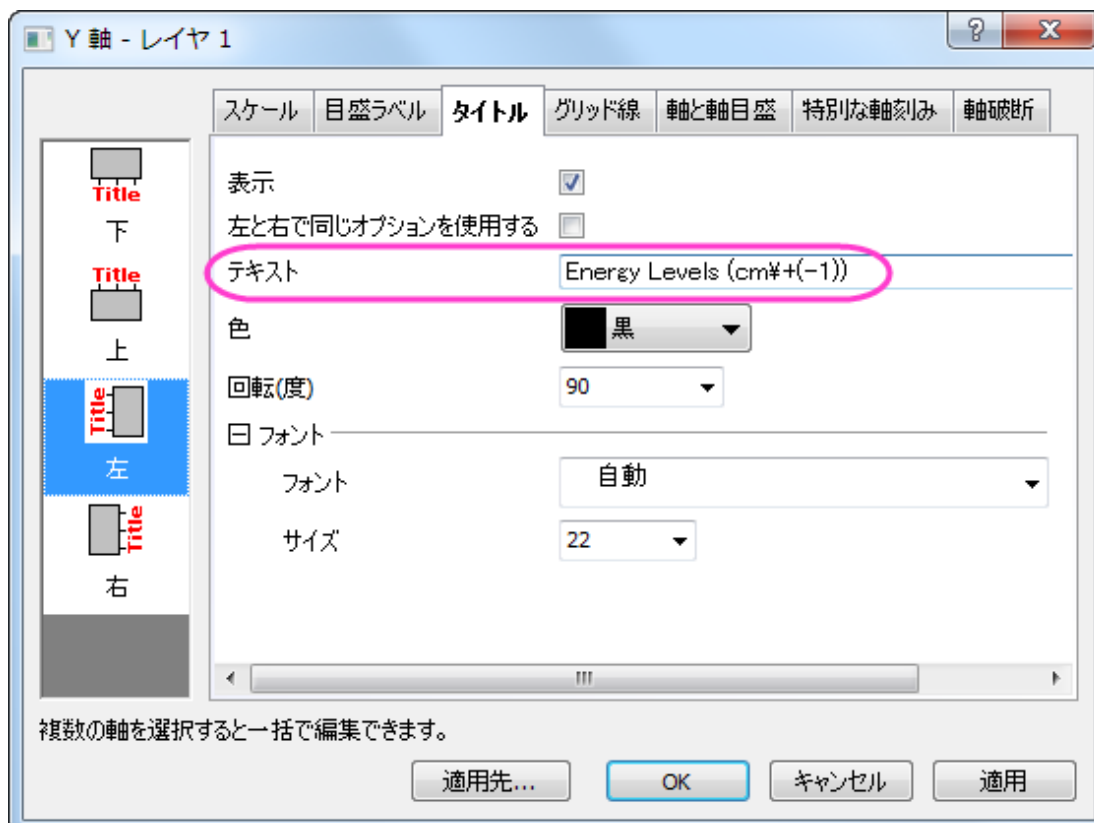 Y 軸 - レイヤ 1
スケール 目盛ラベル タイトル グリッド線 軸と軸目盛 特別な軸刻み 軸破断
Title
下
Title
上
Title
左
Title
右
表示
左と右で同じオプションを使用する
テキスト Energy Levels (cm¥+(-1))
色 黒
回転(度) 90
フォント
フォント 自動
サイズ 22
複数の軸を選択すると一括で編集できます。
適用先... OK キャンセル 適用